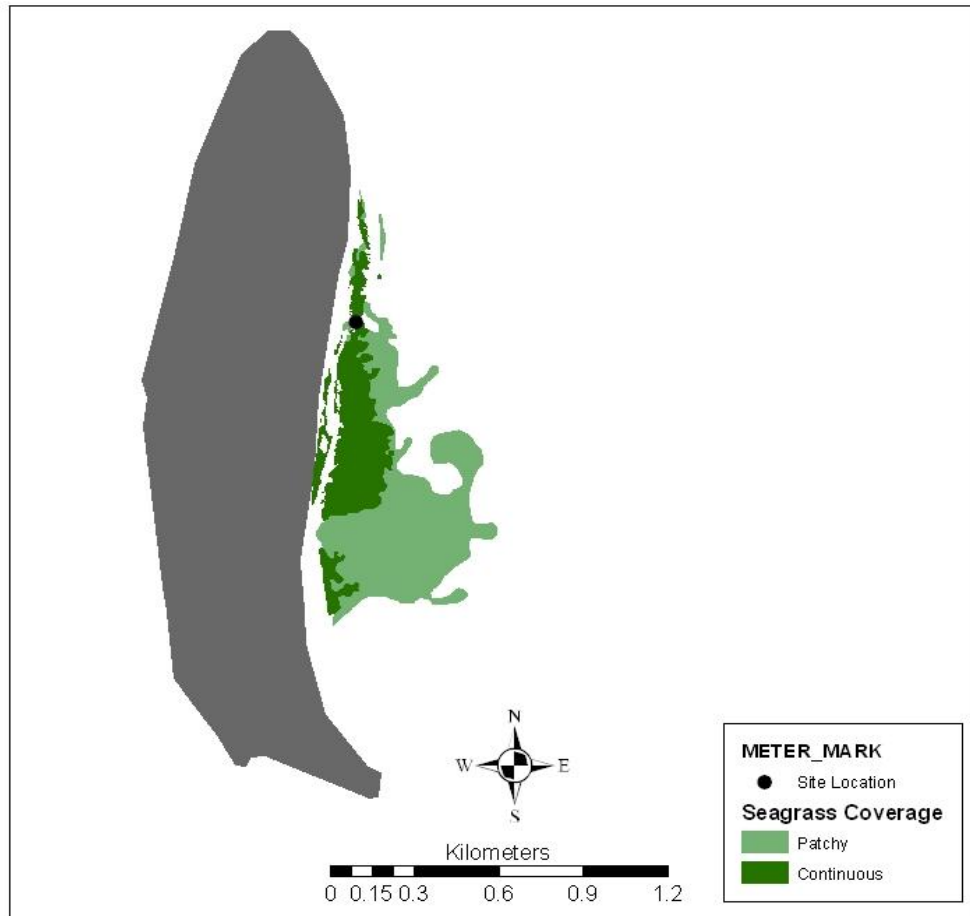 N
W E
S
METER_MARK
Site Location
Seagrass Coverage
Patchy
Continuous
Kilometers
0 0.15 0.3 0.6 0.9 1.2